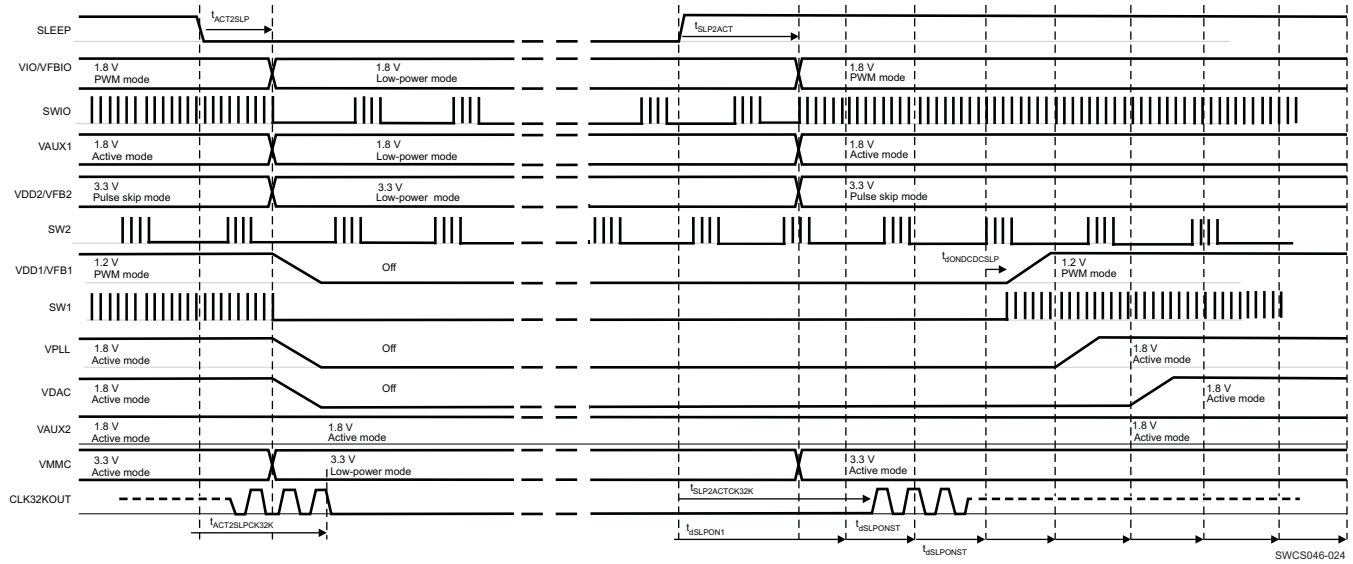 SLEEP
tACT2SLP
tSLP2ACT
VIO/VFBIO
1.8 V
PWM mode
1.8 V
Low-power mode
1.8 V
PWM mode
SWIO
VAUX1
1.8 V
Active mode
1.8 V
Low-power mode
1.8 V
Active mode
VDD2/VFB2
3.3 V
Pulse skip mode
3.3 V
Low-power mode
3.3 V
Pulse skip mode
SW2
VDD1/VFB1
1.2 V
PWM mode
Off
tdONDCDCSLP
1.2 V
PWM mode
SW1
VPLL
1.8 V
Active mode
Off
1.8 V
Active mode
VDAC
1.8 V
Active mode
Off
1.8 V
Active mode
VAUX2
1.8 V
Active mode
1.8 V
Active mode
1.8 V
Active mode
VMMC
3.3 V
Active mode
3.3 V
Low-power mode
3.3 V
Active mode
CLK32KOUT
tSLP2ACTCK32K
tACT2SLPCK32K
tdSLPON1
tdSLPONST
tdSLPONST
SWCS046-024